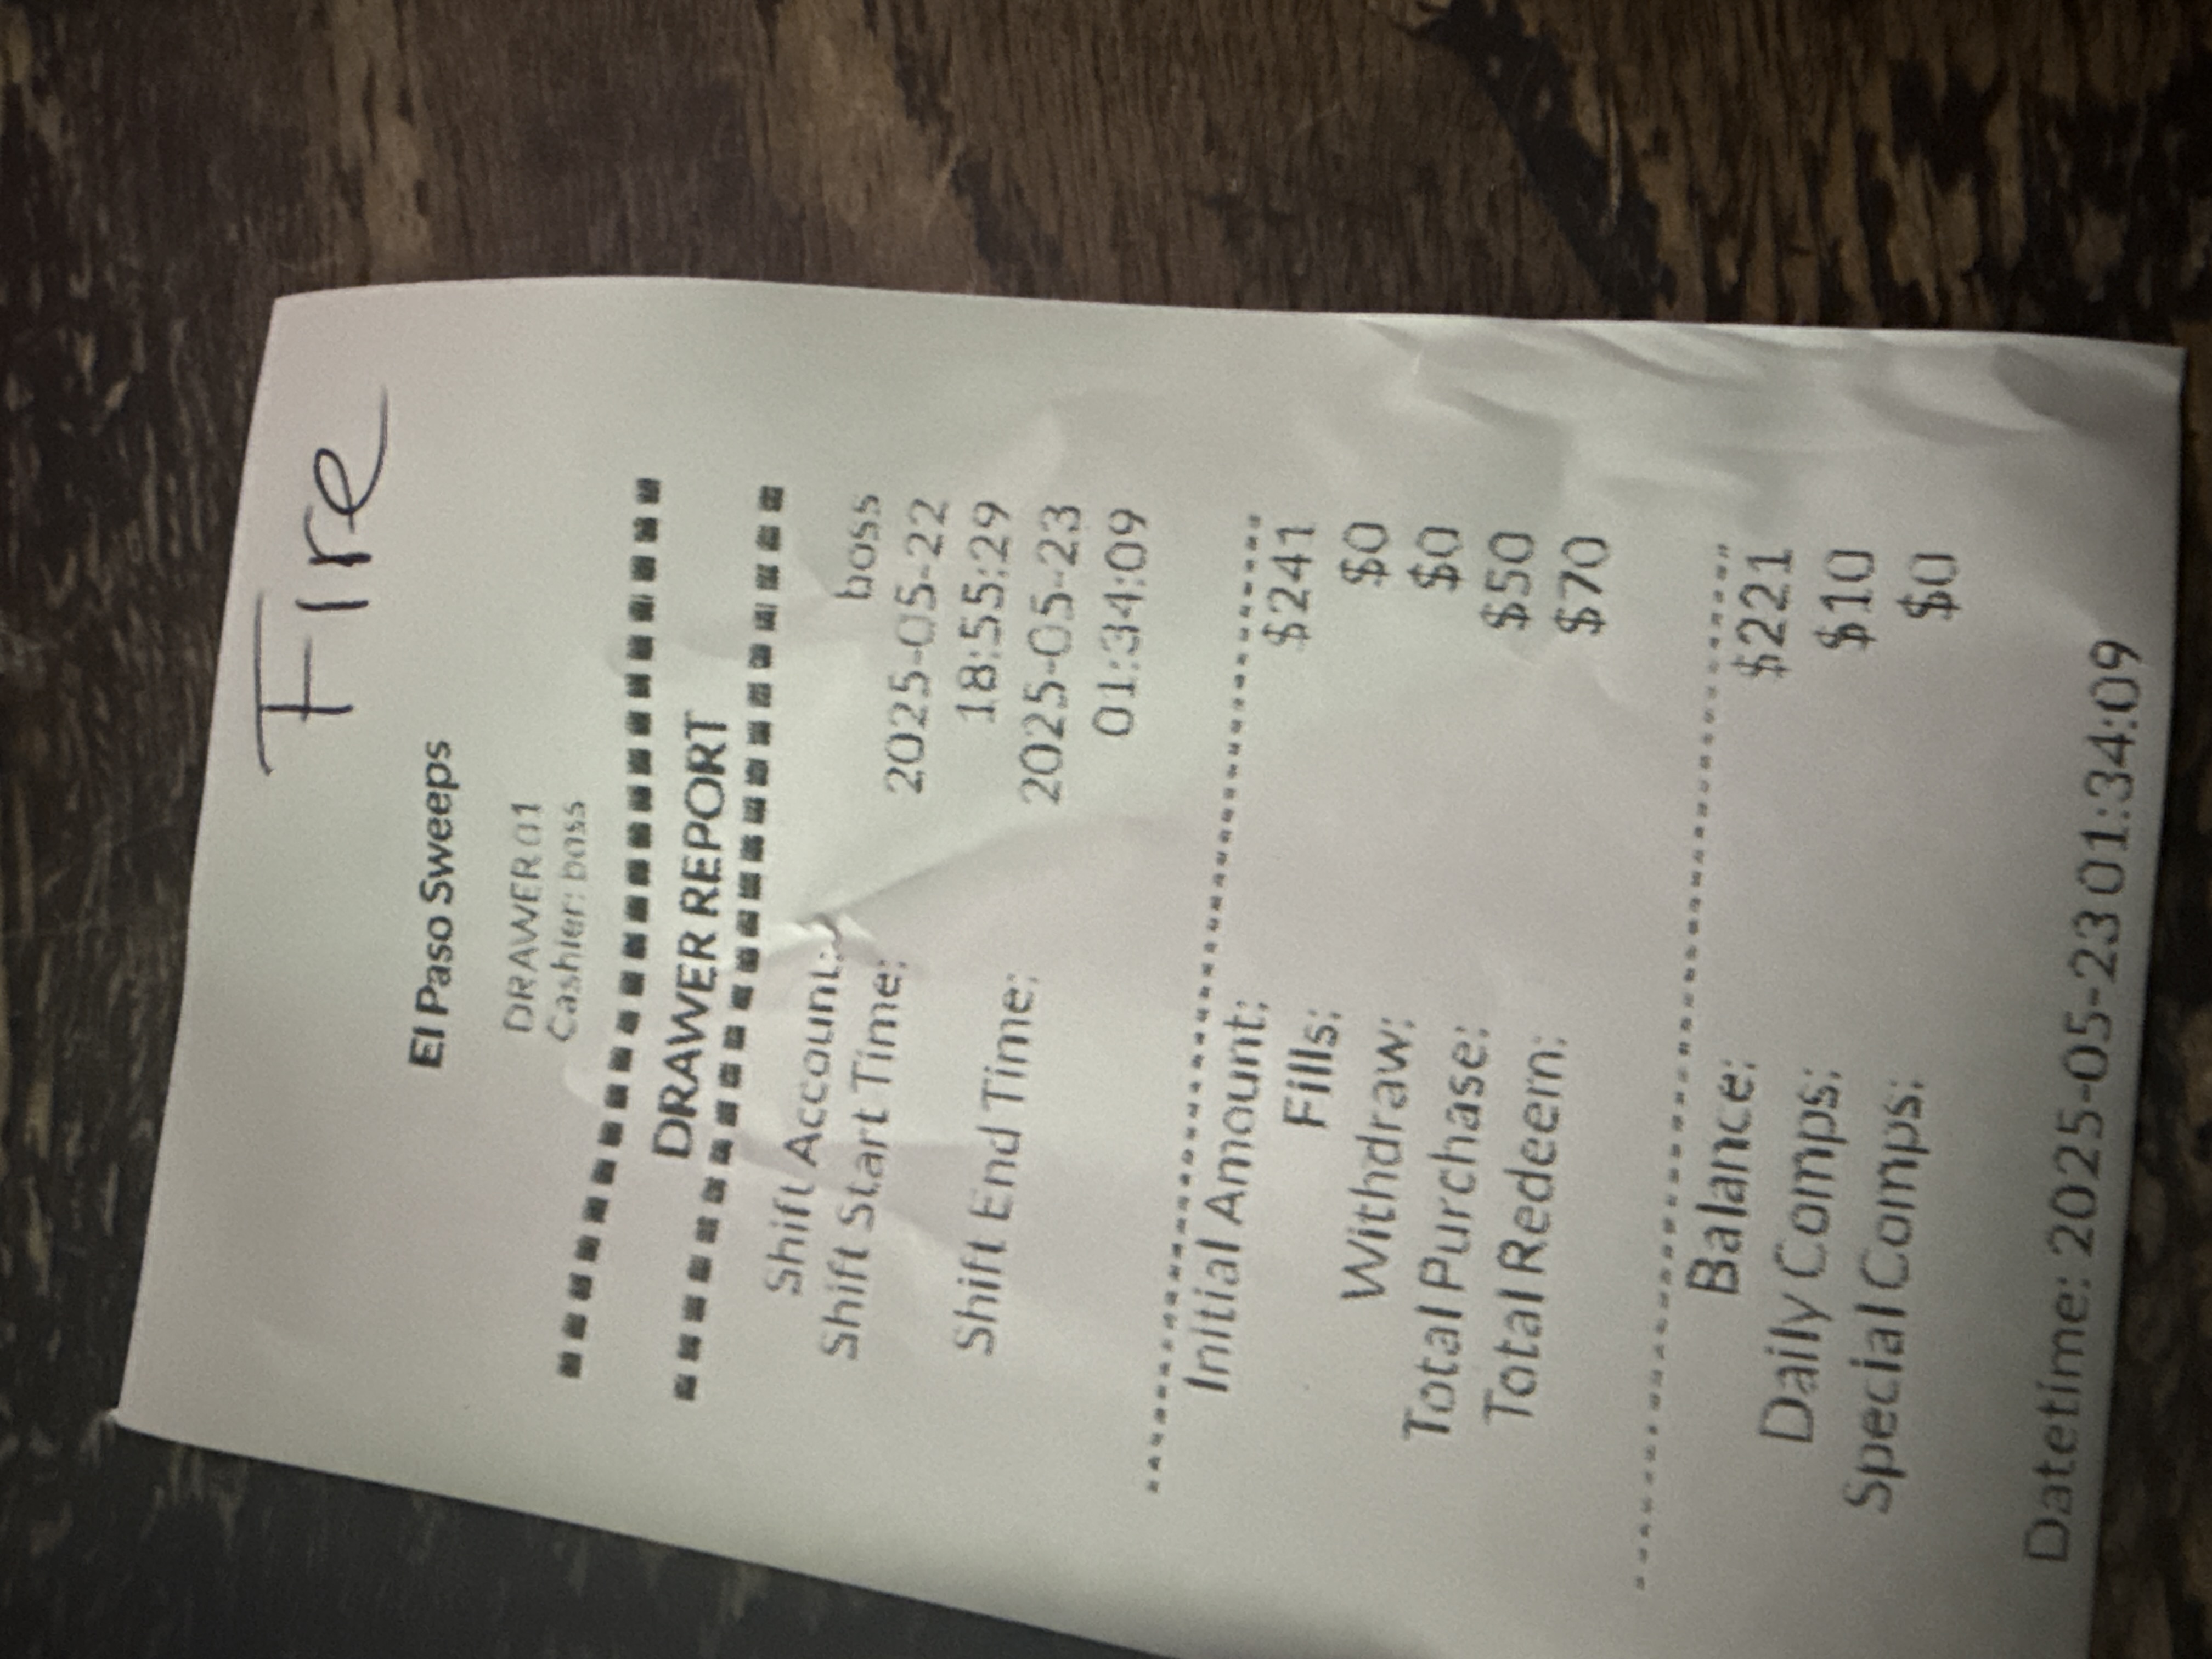 Fire
El Paso Sweeps
DRAWER 01
Cashier: boss
DRAWER REPORT
Shift Account: boss
Shift Start Time: 2025-05-22
18:55:29
Shift End Time: 2025-05-23
01:34:09
Initial Amount: $241
Fills: $0
Withdraw: $0
Total Purchase: $50
Total Redeem: $70
Balance: $221
Daily Comps: $10
Special Comps: $0
Datetime: 2025-05-23 01:34:09